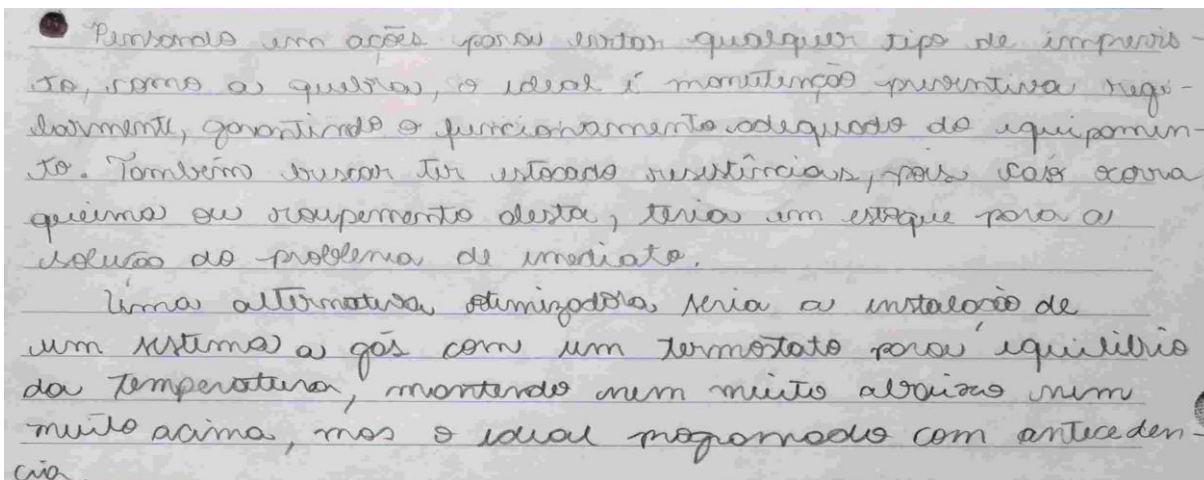 Pensando em ações para evitar qualquer tipo de imprevis-
to, como a quebra, o ideal é manutenção preventiva regu-
larmente, garantindo o funcionamento adequado do equipamen-
to. Também buscar ter estocado resistências, pois caso ocorra
queima ou roupemento desta, teria um estoque para a
solução do problema de imediato.
Uma alternativa otimizadora seria a instalação de
um sistema a gás com um termostato para equilibrio
da temperatura, mantendo nem muito abaixo nem
muito acima, mas o ideal programado com anteceden-
cia